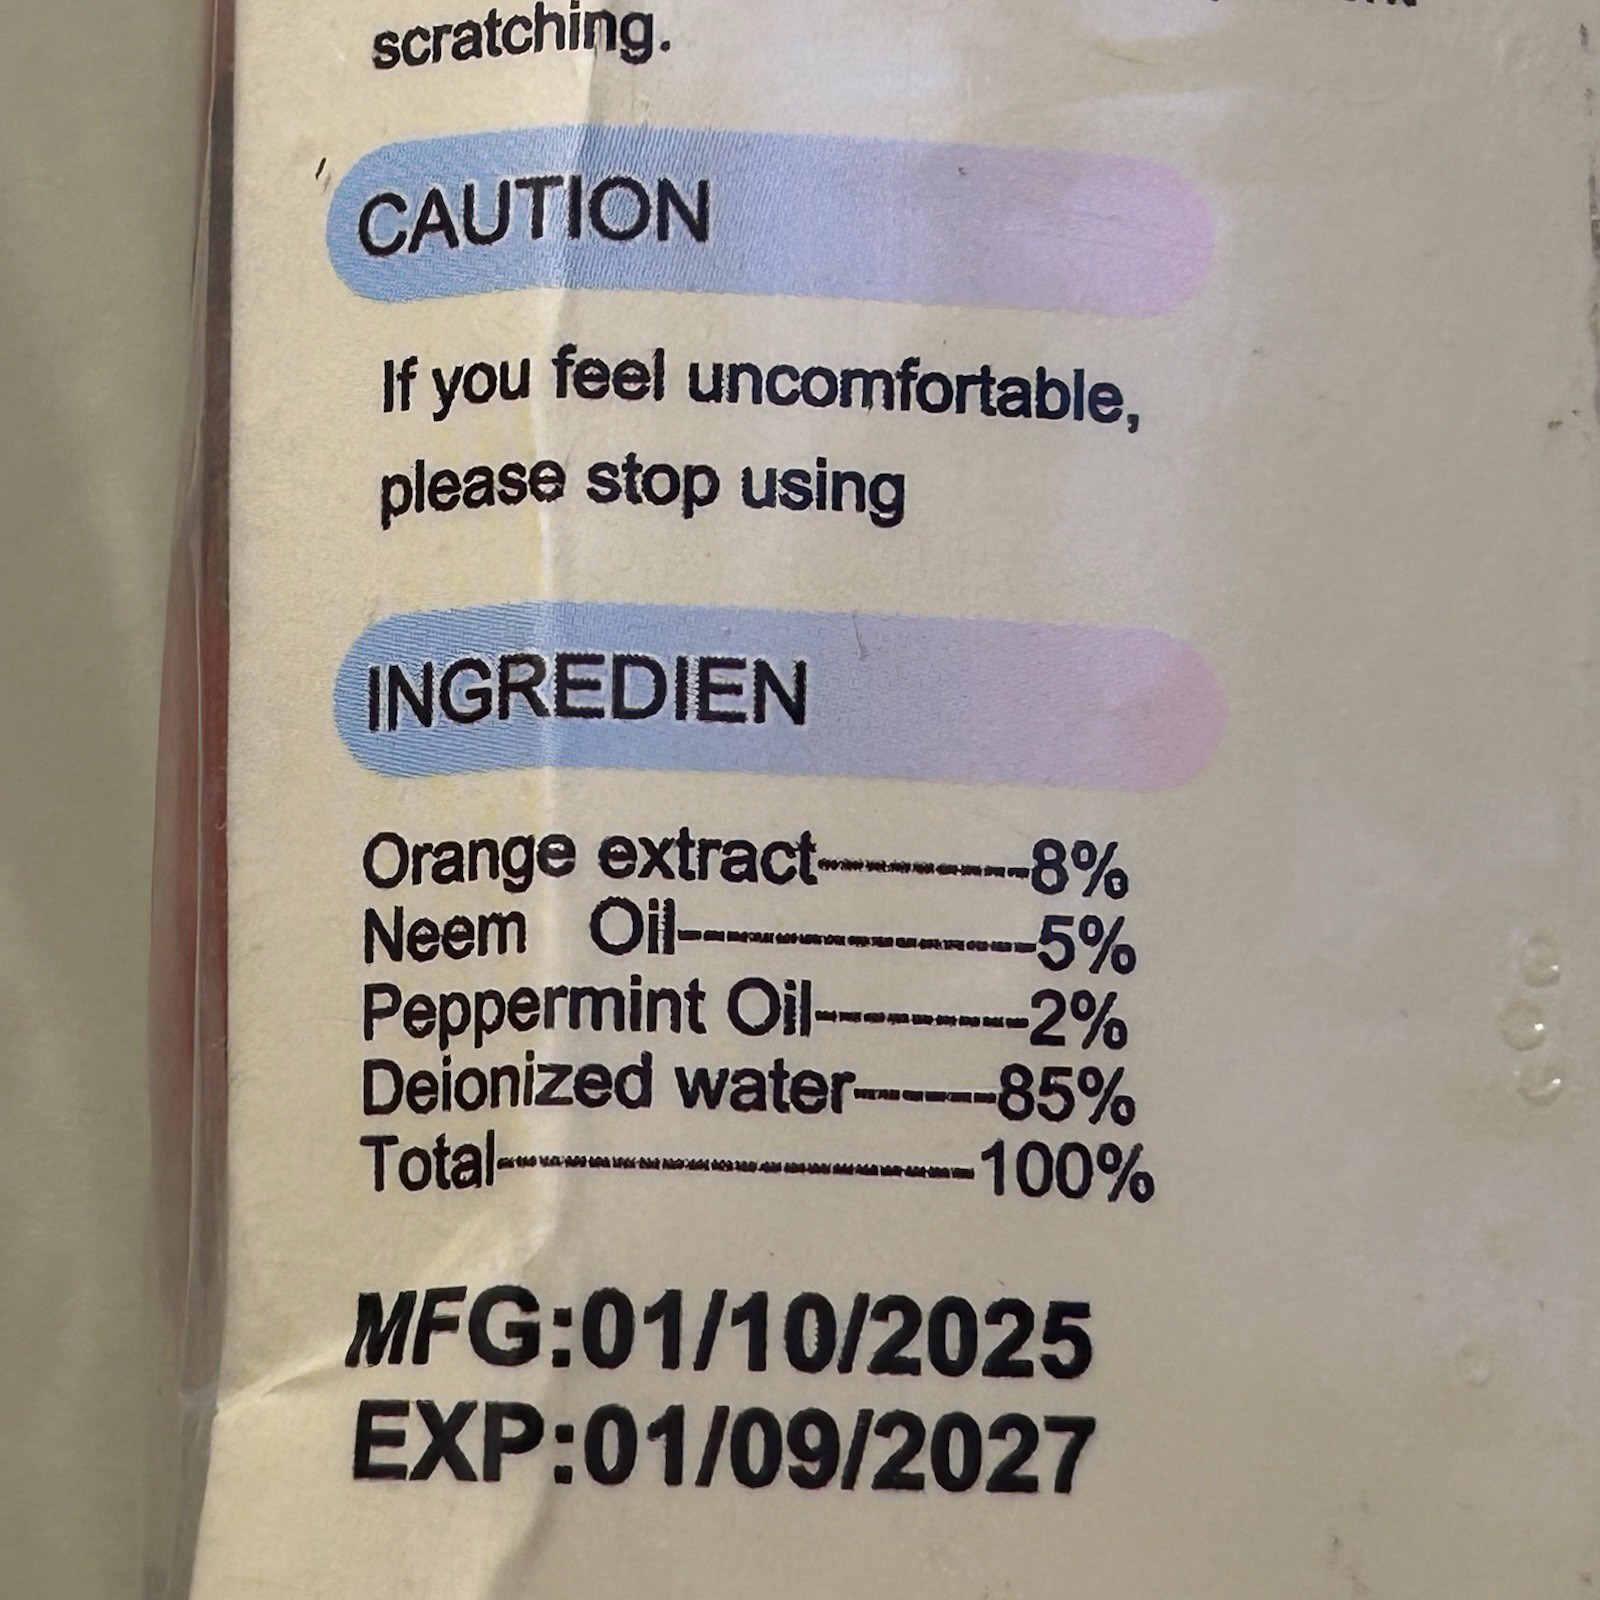 scratching.
CAUTION
If you feel uncomfortable,
please stop using
INGREDIEN
Orange extract---------8%
Neem Oil---------------5%
Peppermint Oil---------2%
Deionized water------85%
Total--------------------100%
MFG:01/10/2025
EXP:01/09/2027